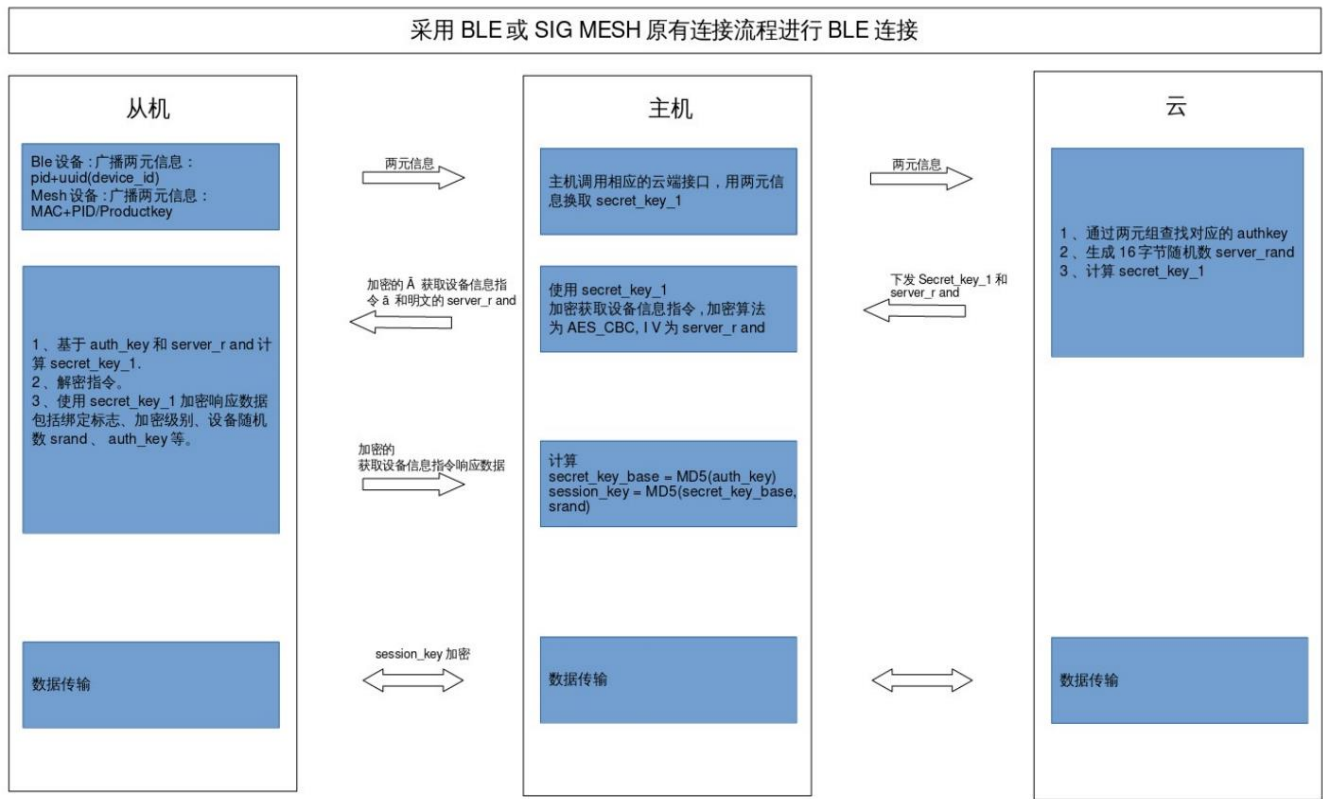 采用 BLE 或 SIG MESH 原有连接流程进行 BLE 连接
从机
Ble 设备 : 广播两元信息：
pid+uuid(device_id)
Mesh 设备 : 广播两元信息：
MAC+PID/Productkey
1 、基于 auth_key 和 server_r and 计
算 secret_key_1.
2 、解密指令。
3 、使用 secret_key_1 加密响应数据
包括绑定标志、加密级别、设备随机
数 srand 、 auth_key 等。
数据传输
两元信息
加密的 Ā 获取设备信息指
令 ā 和明文的 server_r and
加密的
获取设备信息指令响应数据
session_key 加密
主机
主机调用相应的云端接口，用两元信
息换取 secret_key_1
使用 secret_key_1
加密获取设备信息指令 , 加密算法
为 AES_CBC, I V 为 server_r and
计算
secret_key_base = MD5(auth_key)
session_key = MD5(secret_key_base,
srand)
数据传输
两元信息
下发 Secret_key_1 和
server_r and
云
1 、通过两元组查找对应的 authkey
2 、生成 16 字节随机数 server_rand
3 、计算 secret_key_1
数据传输